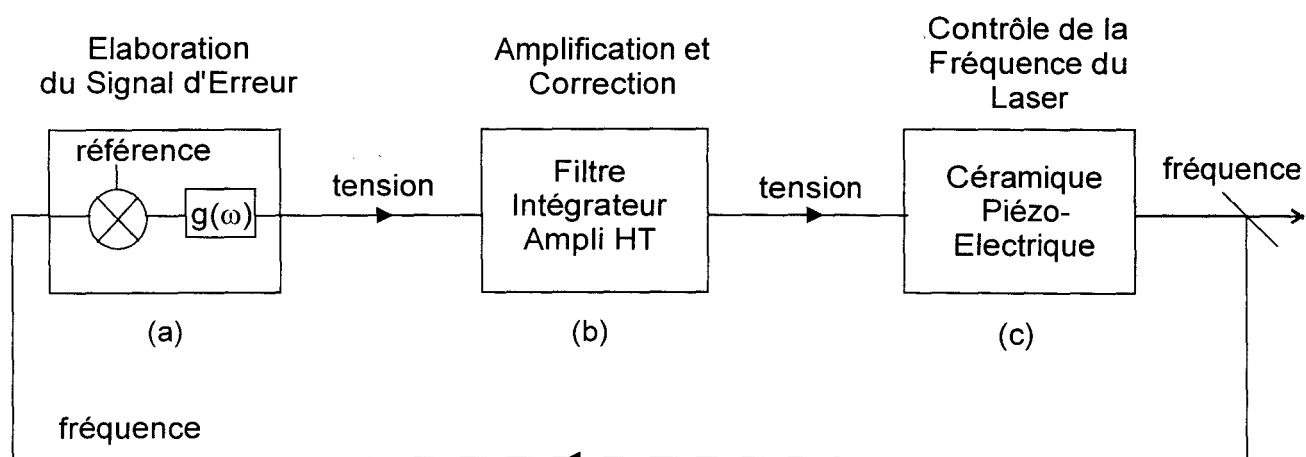 Elaboration
du Signal d'Erreur
Amplification et
Correction
Contrôle de la
Fréquence du
Laser
référence
g(ω)
tension
Filtre
Intégrateur
Ampli HT
tension
Céramique
Piézo-
Electrique
fréquence
(a)
(b)
(c)
fréquence